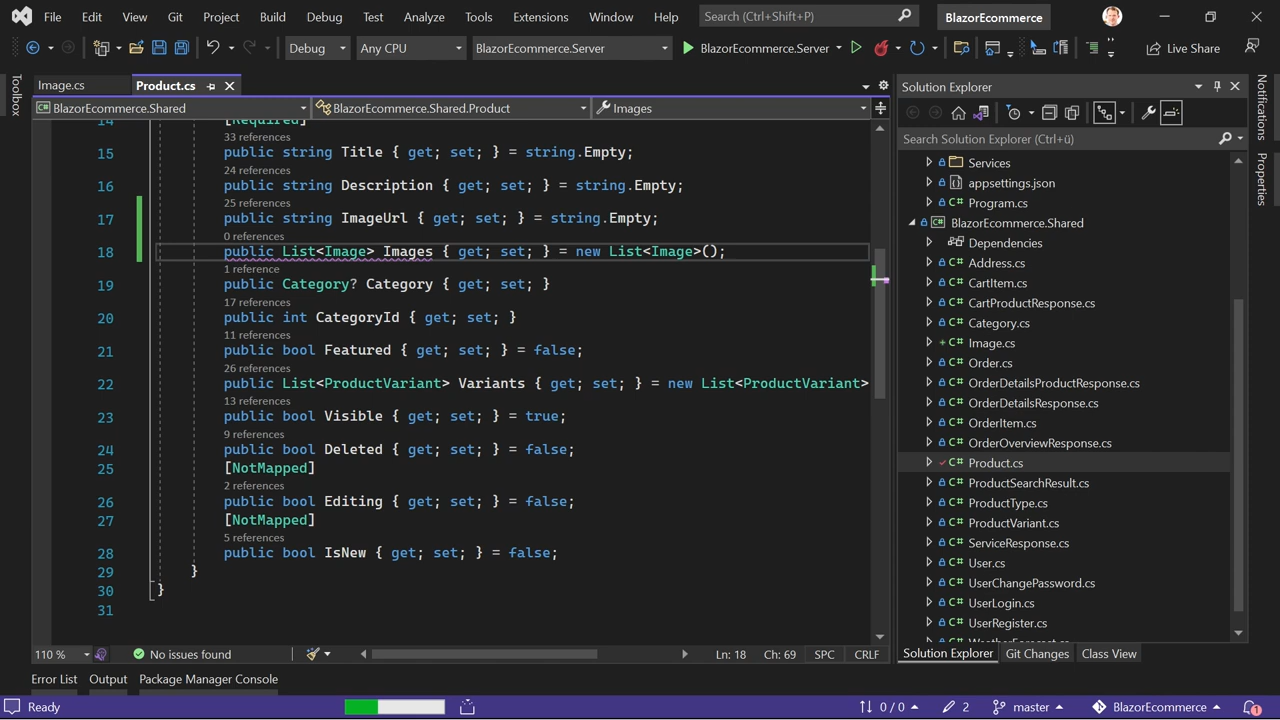 File Edit View Git Project Build Debug Test Analyze Tools Extensions Window Help Search (Ctrl+Shift+P) BlazorEcommerce
Debug Any CPU BlazorEcommerce.Server BlazorEcommerce.Server Live Share
Toolbox
Image.cs Product.cs
BlazorEcommerce.Shared BlazorEcommerce.Shared.Product Images
14 [Required]
33 references
15 public string Title { get; set; } = string.Empty;
24 references
16 public string Description { get; set; } = string.Empty;
25 references
17 public string ImageUrl { get; set; } = string.Empty;
0 references
18 public List<Image> Images { get; set; } = new List<Image>();
1 reference
19 public Category? Category { get; set; }
17 references
20 public int CategoryId { get; set; }
11 references
21 public bool Featured { get; set; } = false;
26 references
22 public List<ProductVariant> Variants { get; set; } = new List<ProductVariant>
13 references
23 public bool Visible { get; set; } = true;
9 references
24 public bool Deleted { get; set; } = false;
25 [NotMapped]
2 references
26 public bool Editing { get; set; } = false;
27 [NotMapped]
5 references
28 public bool IsNew { get; set; } = false;
29 }
30 }
31
110 % No issues found Ln: 18 Ch: 69 SPC CRLF
Solution Explorer
Search Solution Explorer (Ctrl+ü)
Services
appsettings.json
Program.cs
BlazorEcommerce.Shared
Dependencies
C# Address.cs
C# CartItem.cs
C# CartProductResponse.cs
C# Category.cs
+ C# Image.cs
C# Order.cs
C# OrderDetailsProductResponse.cs
C# OrderDetailsResponse.cs
C# OrderItem.cs
C# OrderOverviewResponse.cs
C# Product.cs
C# ProductSearchResult.cs
C# ProductType.cs
C# ProductVariant.cs
C# ServiceResponse.cs
C# User.cs
C# UserChangePassword.cs
C# UserLogin.cs
C# UserRegister.cs
C# WeatherForecast.cs
Solution Explorer Git Changes Class View
Notifications
Properties
Error List Output Package Manager Console
Ready 0 / 0 2 master BlazorEcommerce 1